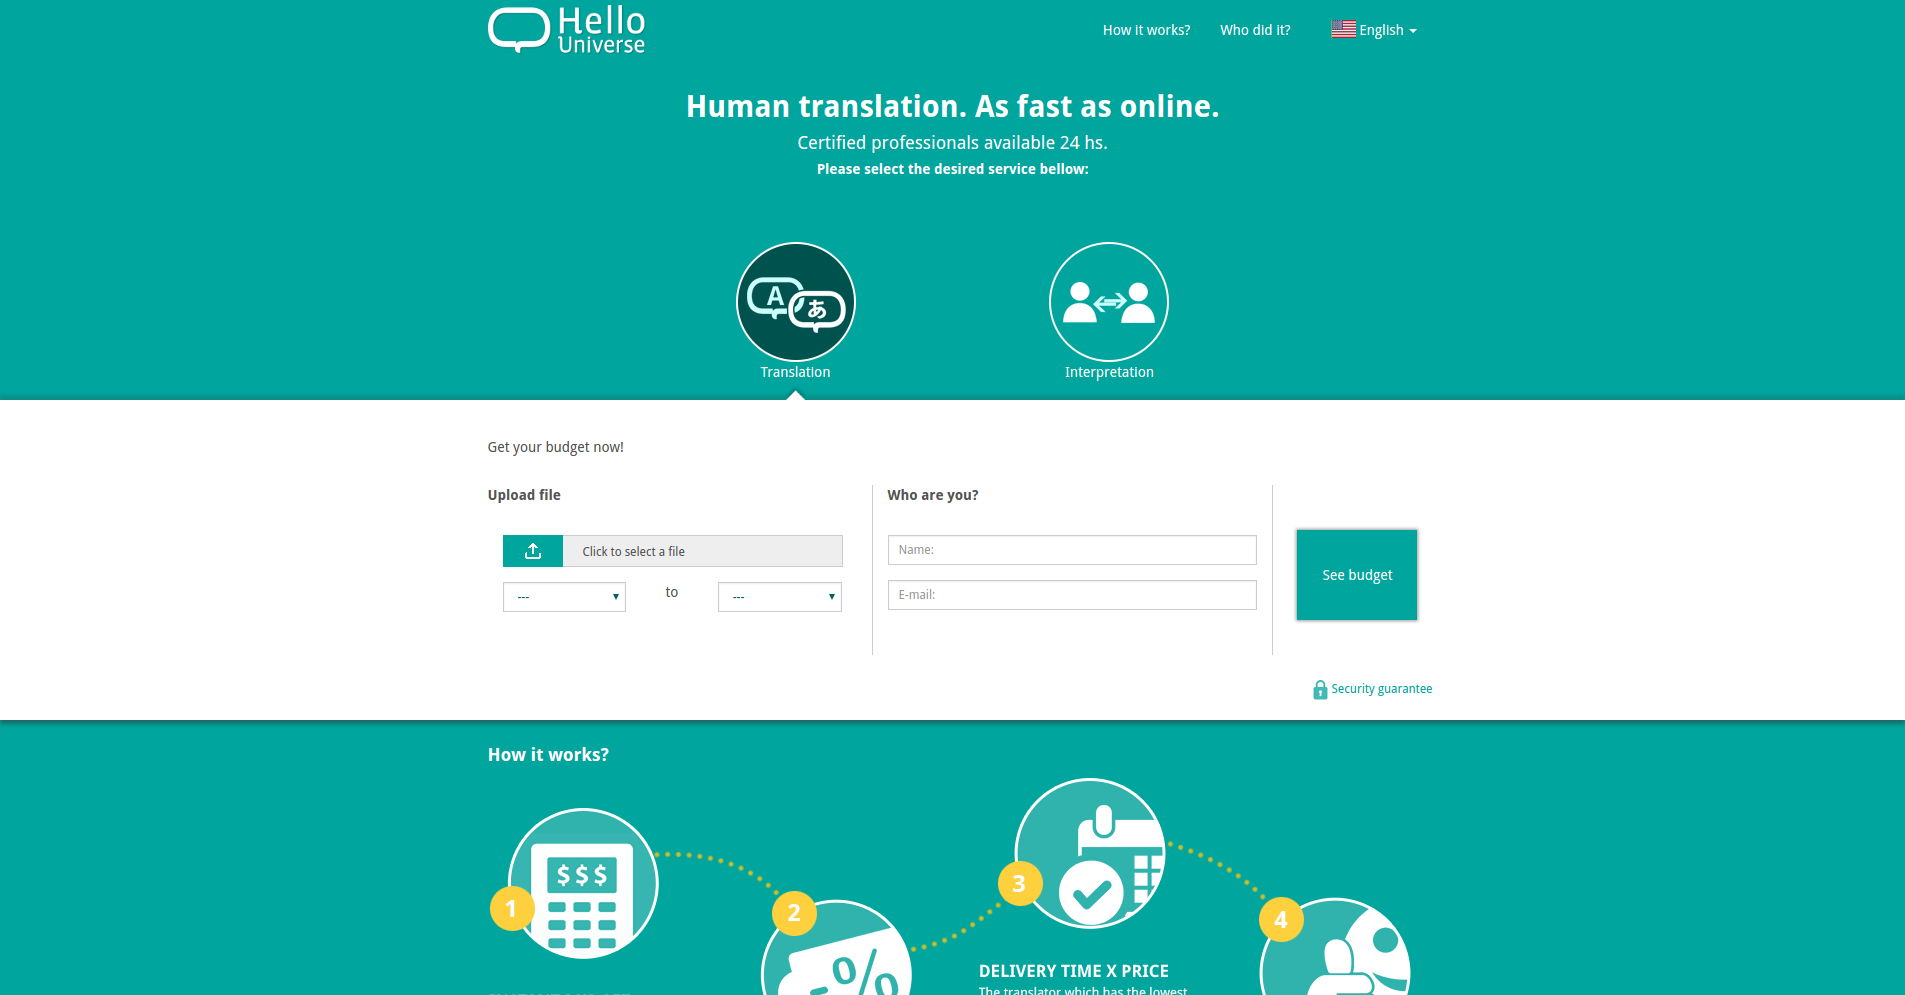 Hello
Universe
How it works?
Who did it?
English
Human translation. As fast as online.
Certified professionals available 24 hs.
Please select the desired service bellow:
A
あ
Translation
Interpretation
Get your budget now!
Upload file
Who are you?
Click to select a file
Name:
See budget
---
to
---
E-mail:
Security guarantee
How it works?
$$$
1
2
3
4
-%
DELIVERY TIME X PRICE
The translator which has the lowest